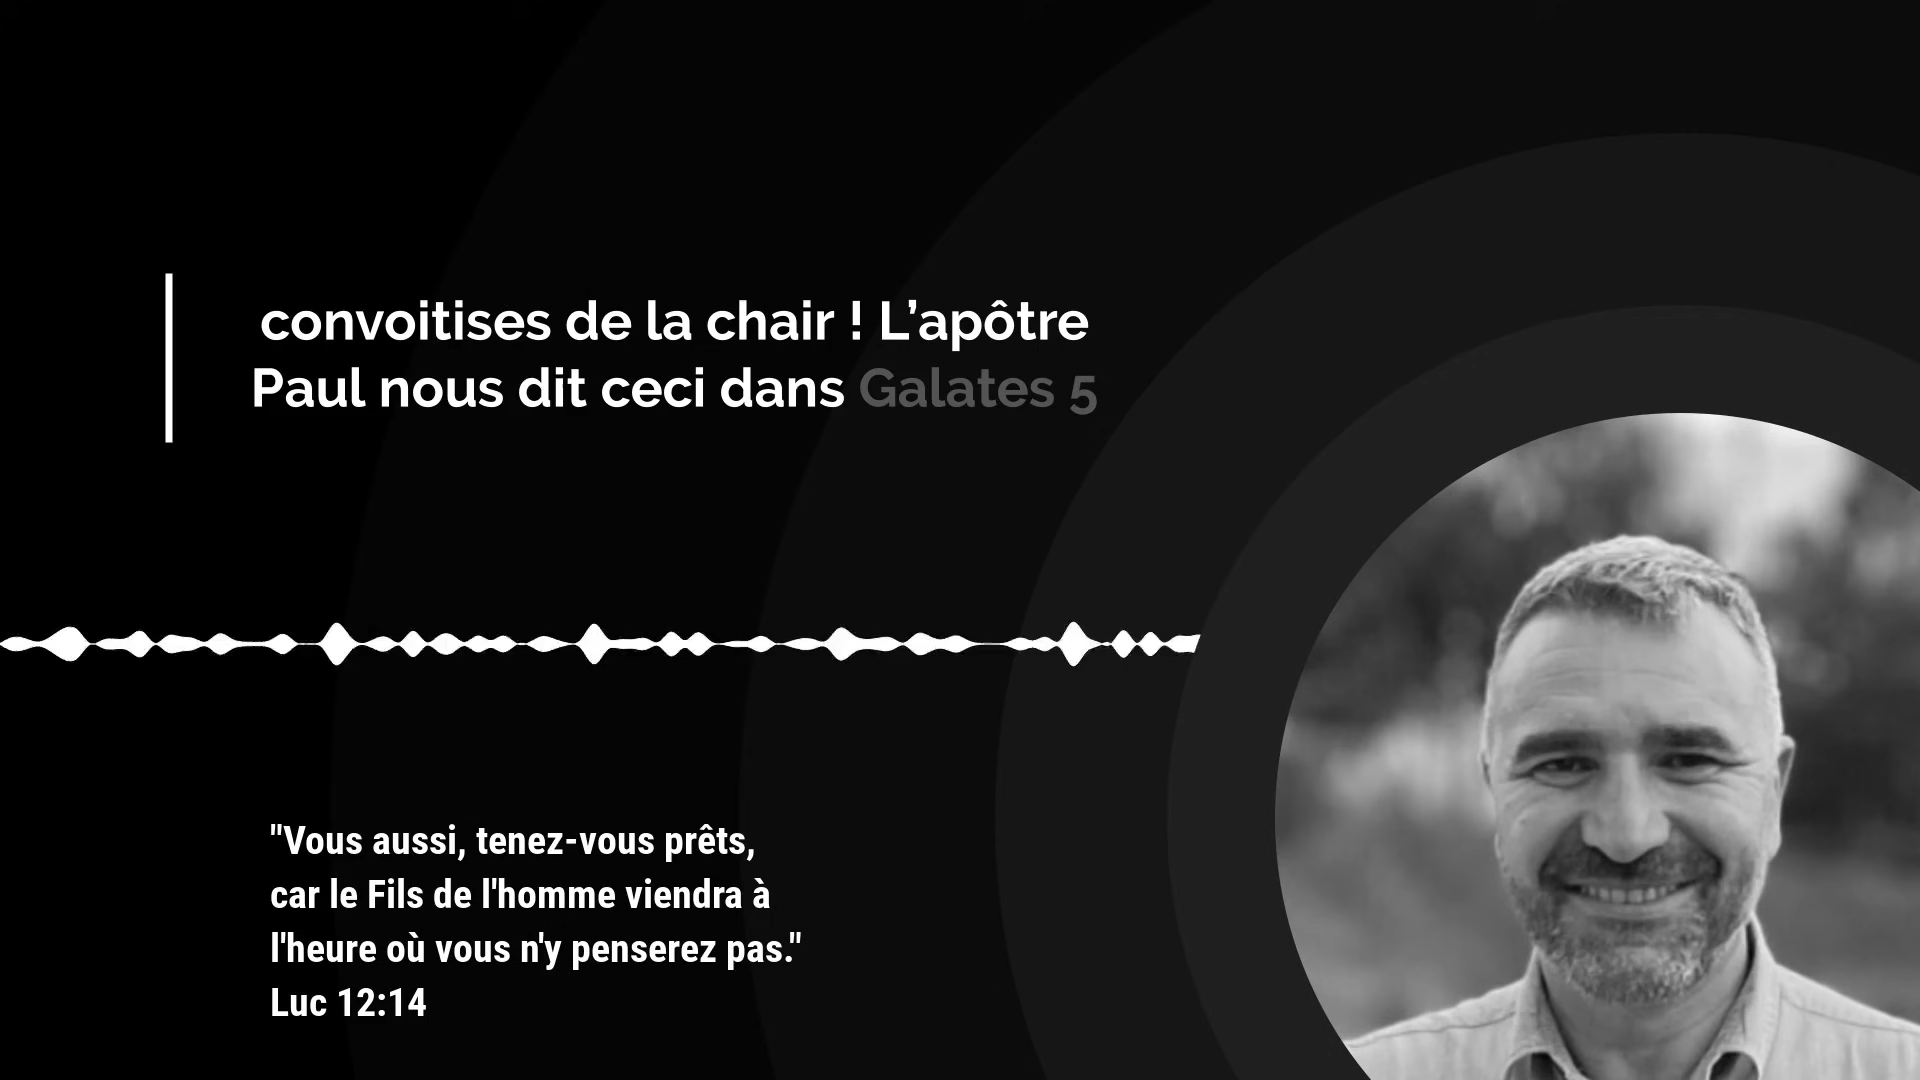 convoitises de la chair ! L’apôtre
Paul nous dit ceci dans Galates 5
"Vous aussi, tenez-vous prêts,
car le Fils de l'homme viendra à
l'heure où vous n'y penserez pas."
Luc 12:14